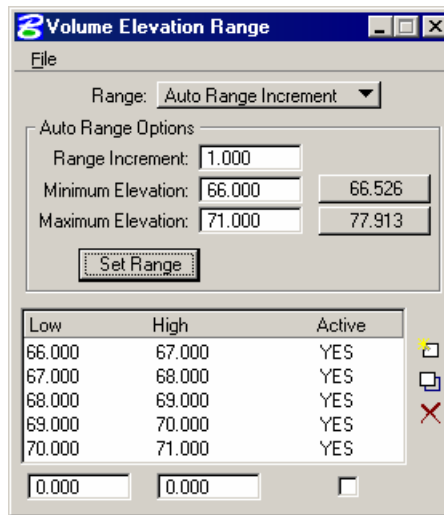 Volume Elevation Range
File
Range: Auto Range Increment
Auto Range Options
Range Increment: 1.000
Minimum Elevation: 66.000 66.526
Maximum Elevation: 71.000 77.913
Set Range
Low High Active
66.000 67.000 YES
67.000 68.000 YES
68.000 69.000 YES
69.000 70.000 YES
70.000 71.000 YES
0.000 0.000